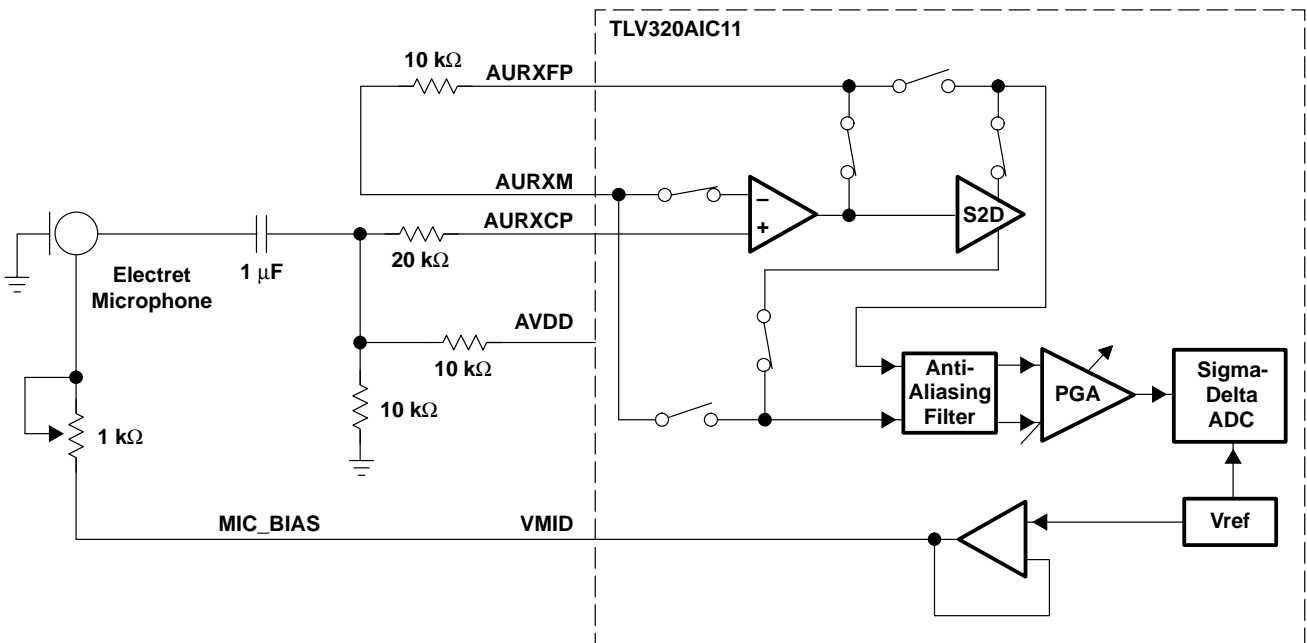 TLV320AIC11
10 kΩ
AURXFP
AURXM
AURXCP
−
+
S2D
20 kΩ
1 μF
Electret
Microphone
AVDD
10 kΩ
10 kΩ
1 kΩ
Anti-
Aliasing
Filter
PGA
Sigma-
Delta
ADC
MIC_BIAS
VMID
Vref